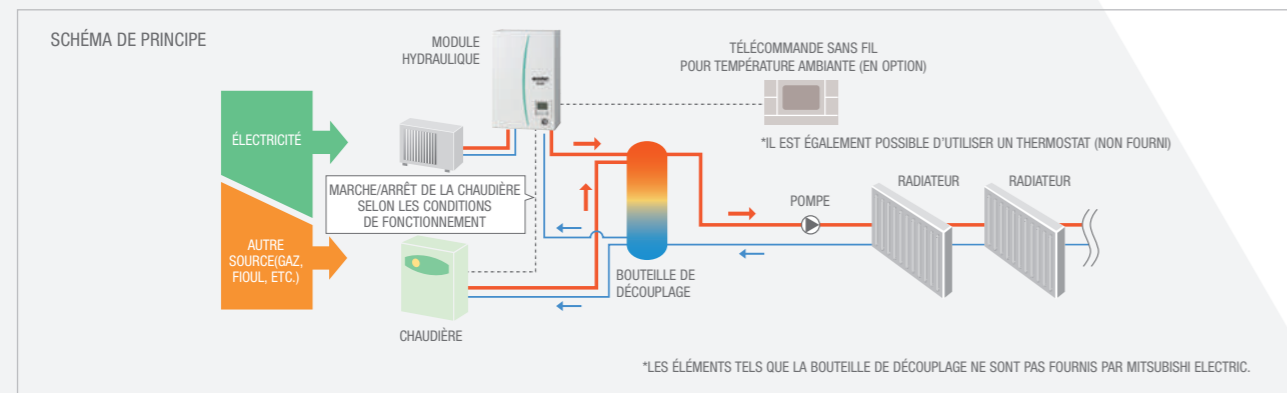 SCHÉMA DE PRINCIPE
MODULE
HYDRAULIQUE
TÉLÉCOMMANDE SANS FIL
POUR TEMPÉRATURE AMBIANTE (EN OPTION)
ÉLECTRICITÉ
*IL EST ÉGALEMENT POSSIBLE D'UTILISER UN THERMOSTAT (NON FOURNI)
MARCHE/ARRÊT DE LA CHAUDIÈRE
SELON LES CONDITIONS
DE FONCTIONNEMENT
POMPE
RADIATEUR
RADIATEUR
AUTRE
SOURCE(GAZ,
FIOUL, ETC.)
BOUTEILLE DE
DÉCOUPLAGE
CHAUDIÈRE
*LES ÉLÉMENTS TELS QUE LA BOUTEILLE DE DÉCOUPLAGE NE SONT PAS FOURNIS PAR MITSUBISHI ELECTRIC.